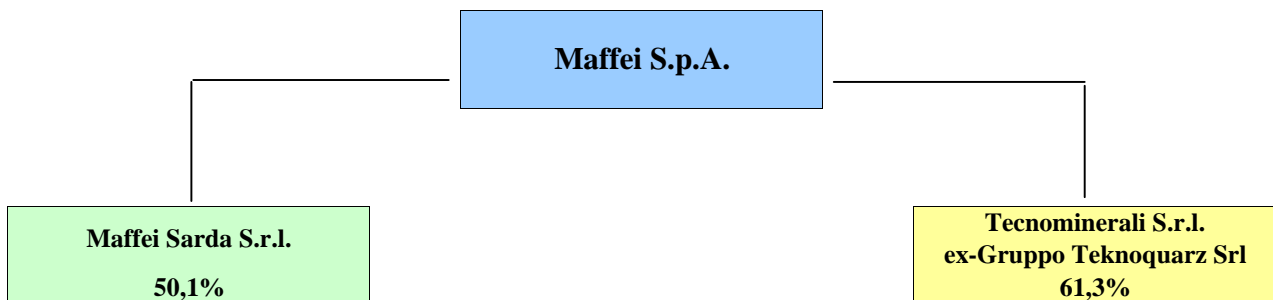 Maffei S.p.A.
Maffei Sarda S.r.l.
50,1%
Tecnominerali S.r.l.
ex-Gruppo Teknoquarz Srl
61,3%